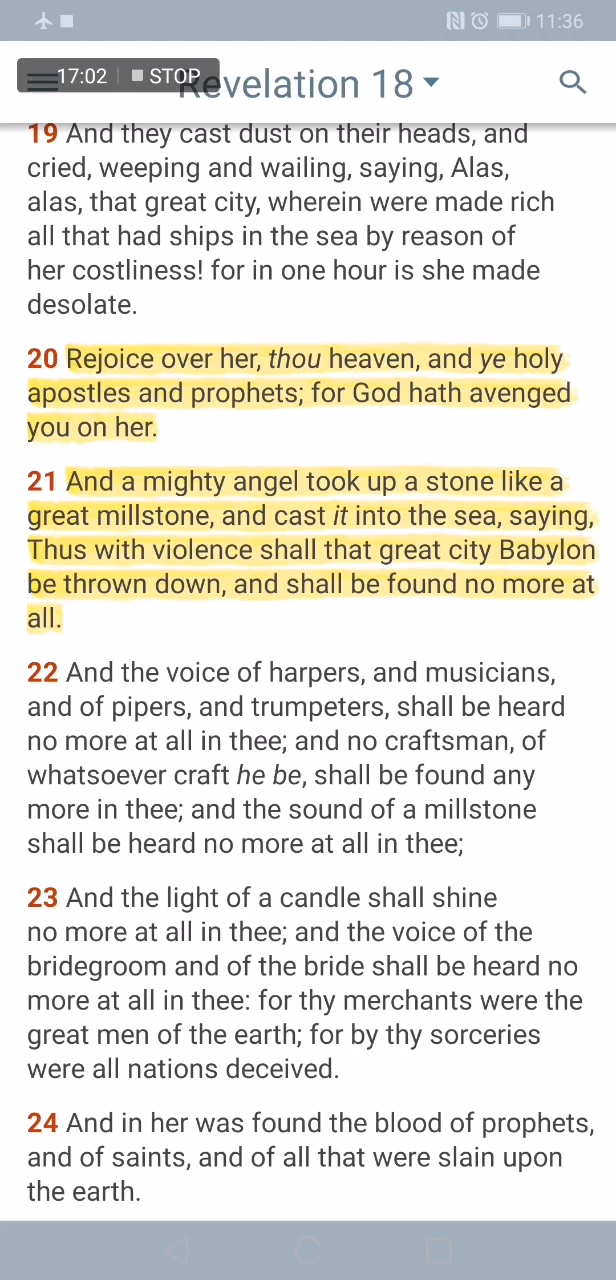 11:36
17:02 STOP
Revelation 18
19 And they cast dust on their heads, and
cried, weeping and wailing, saying, Alas,
alas, that great city, wherein were made rich
all that had ships in the sea by reason of
her costliness! for in one hour is she made
desolate.
20 Rejoice over her, thou heaven, and ye holy
apostles and prophets; for God hath avenged
you on her.
21 And a mighty angel took up a stone like a
great millstone, and cast it into the sea, saying,
Thus with violence shall that great city Babylon
be thrown down, and shall be found no more at
all.
22 And the voice of harpers, and musicians,
and of pipers, and trumpeters, shall be heard
no more at all in thee; and no craftsman, of
whatsoever craft he be, shall be found any
more in thee; and the sound of a millstone
shall be heard no more at all in thee;
23 And the light of a candle shall shine
no more at all in thee; and the voice of the
bridegroom and of the bride shall be heard no
more at all in thee: for thy merchants were the
great men of the earth; for by thy sorceries
were all nations deceived.
24 And in her was found the blood of prophets,
and of saints, and of all that were slain upon
the earth.